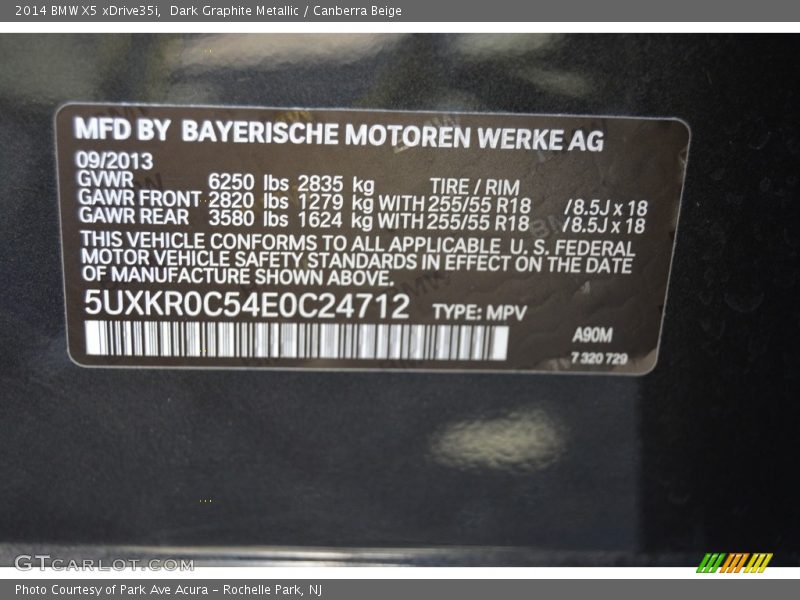 2014 BMW X5 xDrive35i, Dark Graphite Metallic / Canberra Beige
MFD BY BAYERISCHE MOTOREN WERKE AG
09/2013
GVWR 6250 lbs 2835 kg TIRE / RIM
GAWR FRONT 2820 lbs 1279 kg WITH 255/55 R18 /8.5J x 18
GAWR REAR 3580 lbs 1624 kg WITH 255/55 R18 /8.5J x 18
THIS VEHICLE CONFORMS TO ALL APPLICABLE U.S. FEDERAL
MOTOR VEHICLE SAFETY STANDARDS IN EFFECT ON THE DATE
OF MANUFACTURE SHOWN ABOVE.
5UXKR0C54E0C24712 TYPE: MPV
A90M
7 320 729
GTCARLOT.COM
Photo Courtesy of Park Ave Acura - Rochelle Park, NJ